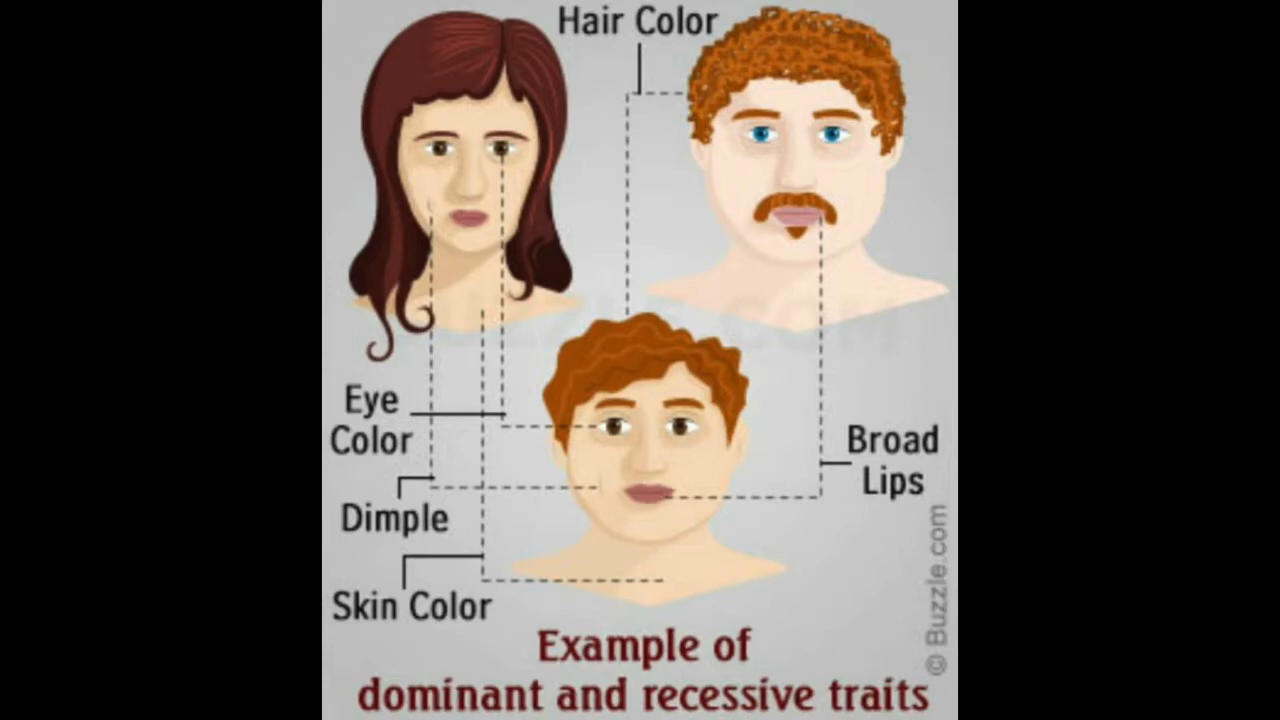 Hair Color
Eye
Color
Dimple
Skin Color
Broad
Lips
© Buzzle.com
Example of
dominant and recessive traits